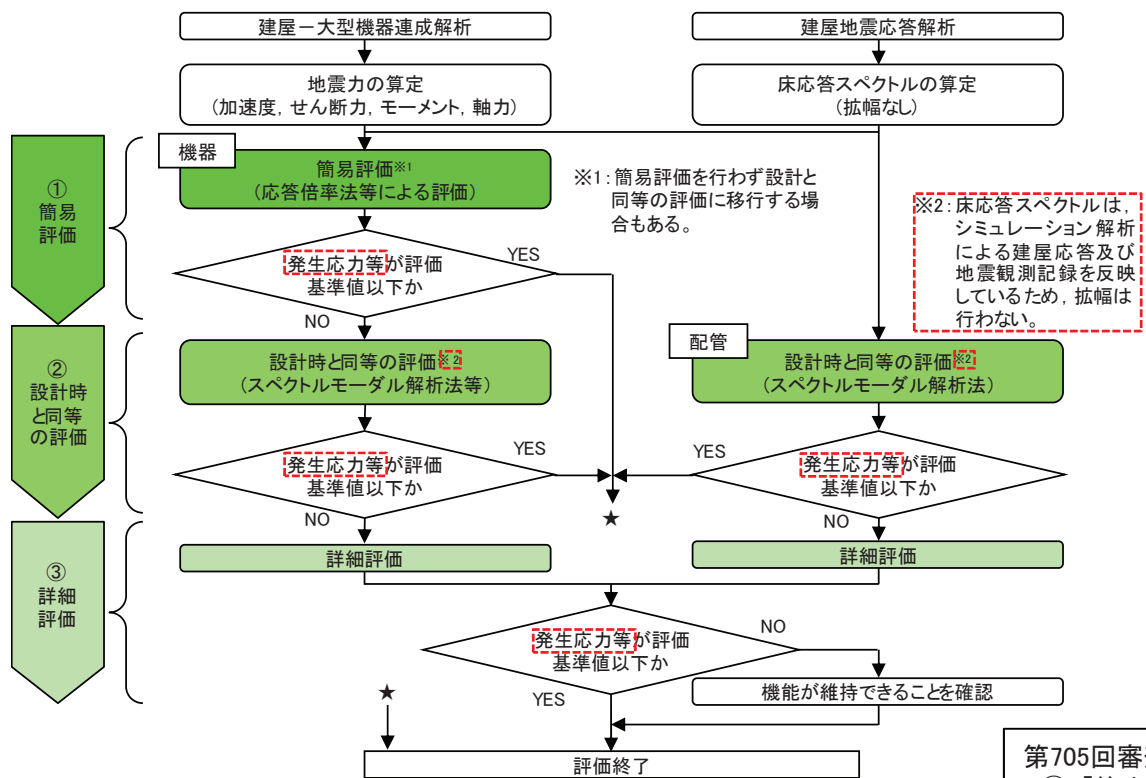 建屋－大型機器連成解析
建屋地震応答解析
地震力の算定
(加速度，せん断力，モーメント，軸力)
床応答スペクトルの算定
(拡幅なし)
①
簡易
評価
機器
簡易評価※1
(応答倍率法等による評価)
※1：簡易評価を行わず設計と
同等の評価に移行する場
合もある。
※2：床応答スペクトルは，
シミュレーション解析
による建屋応答及び
地震観測記録を反映
しているため，拡幅は
行わない。
発生応力等が評価
基準値以下か
YES
NO
②
設計時
と同等
の評価
設計時と同等の評価※2
(スペクトルモーダル解析法等)
配管
設計時と同等の評価※2
(スペクトルモーダル解析法)
発生応力等が評価
基準値以下か
YES
NO
YES
発生応力等が評価
基準値以下か
NO
★
③
詳細
評価
詳細評価
詳細評価
発生応力等が評価
基準値以下か
NO
YES
機能が維持できることを確認
★
評価終了
第705回審